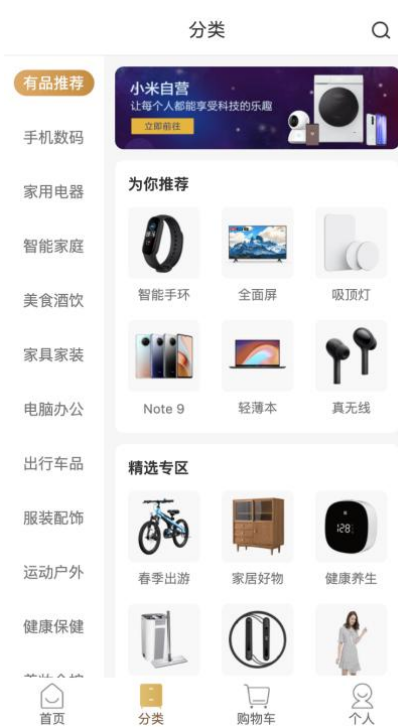 分类
有品推荐
手机数码
家用电器
智能家庭
美食酒饮
家具家装
电脑办公
出行车品
服装配饰
运动户外
健康保健
小米自营
让每个人都能享受科技的乐趣
立即前往
为你推荐
智能手环
全面屏
吸顶灯
Note 9
轻薄本
真无线
精选专区
春季出游
家居好物
健康养生
128
首页
分类
购物车
个人